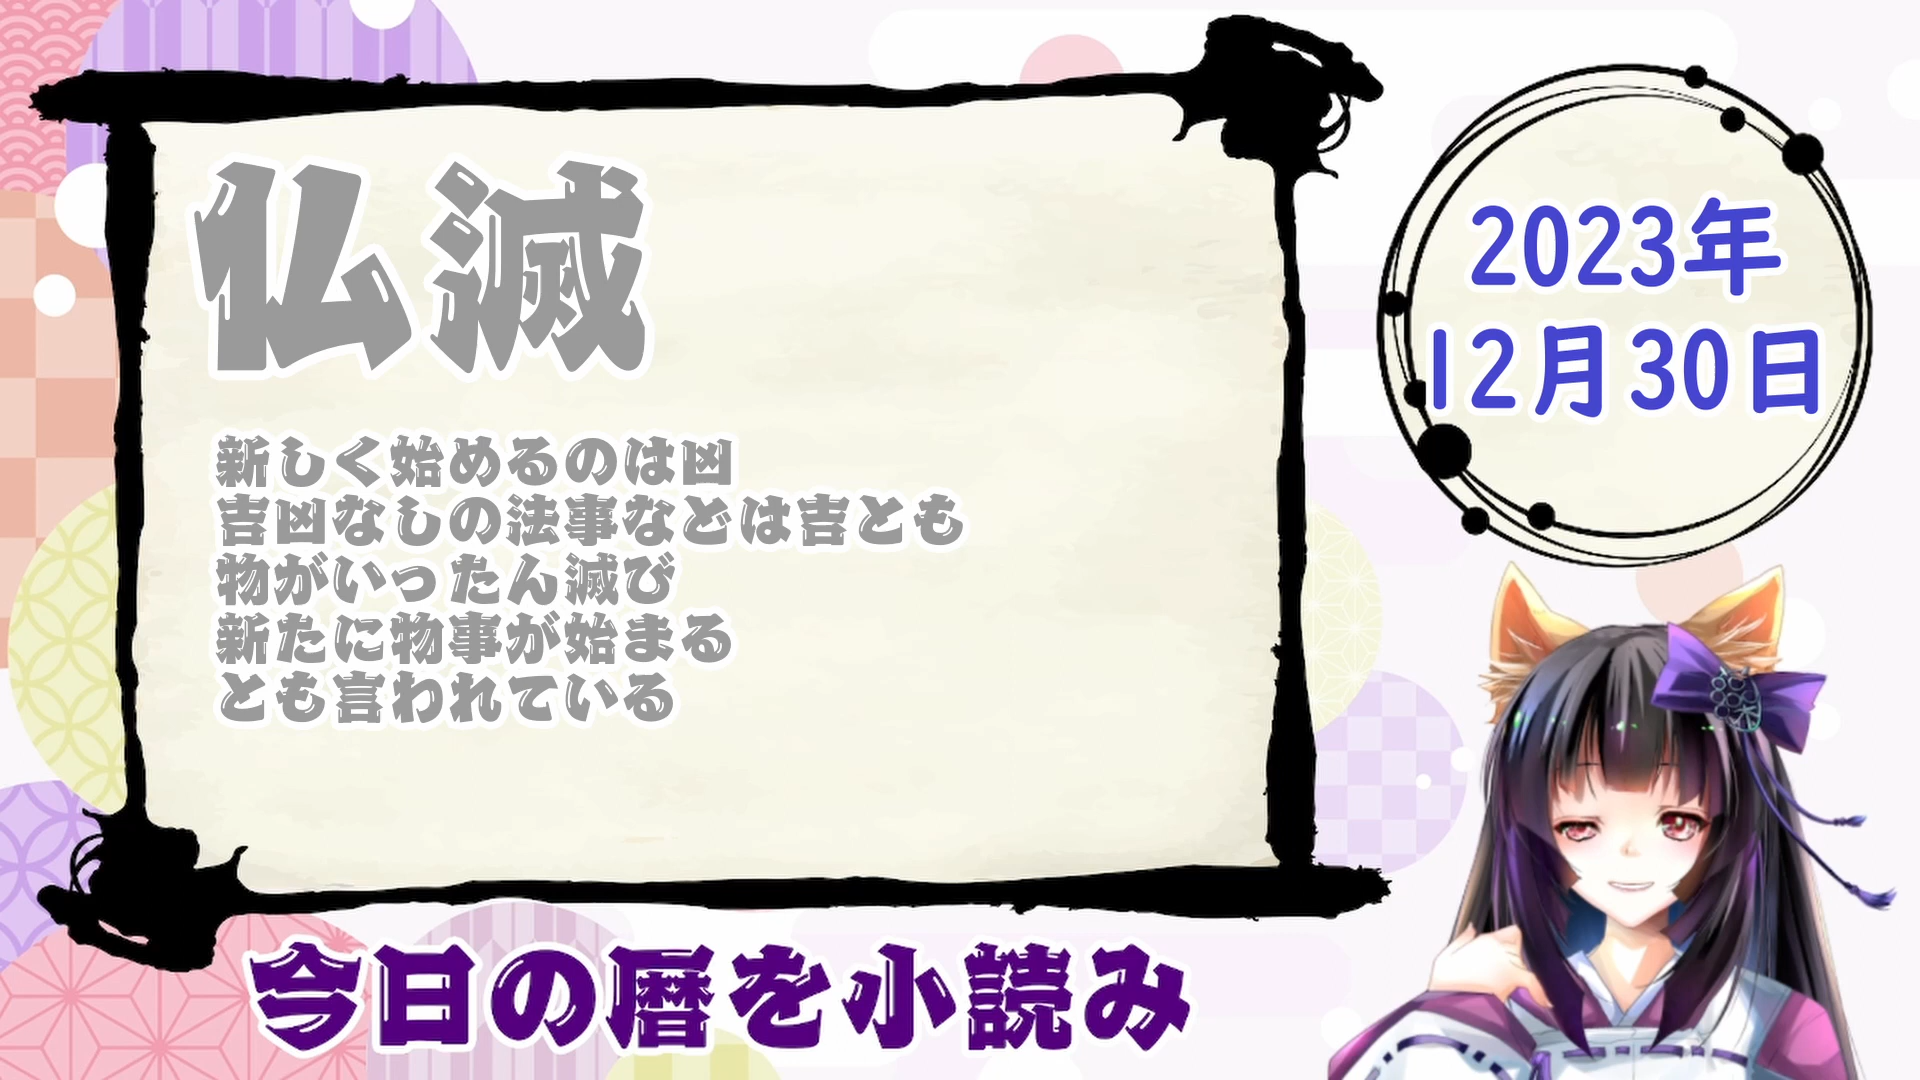 仏滅
新しく始めるのは凶
吉凶なしの法事などは吉とも
物がいったん滅び
新たに物事が始まる
とも言われている
2023年
12月30日
今日の暦を小読み